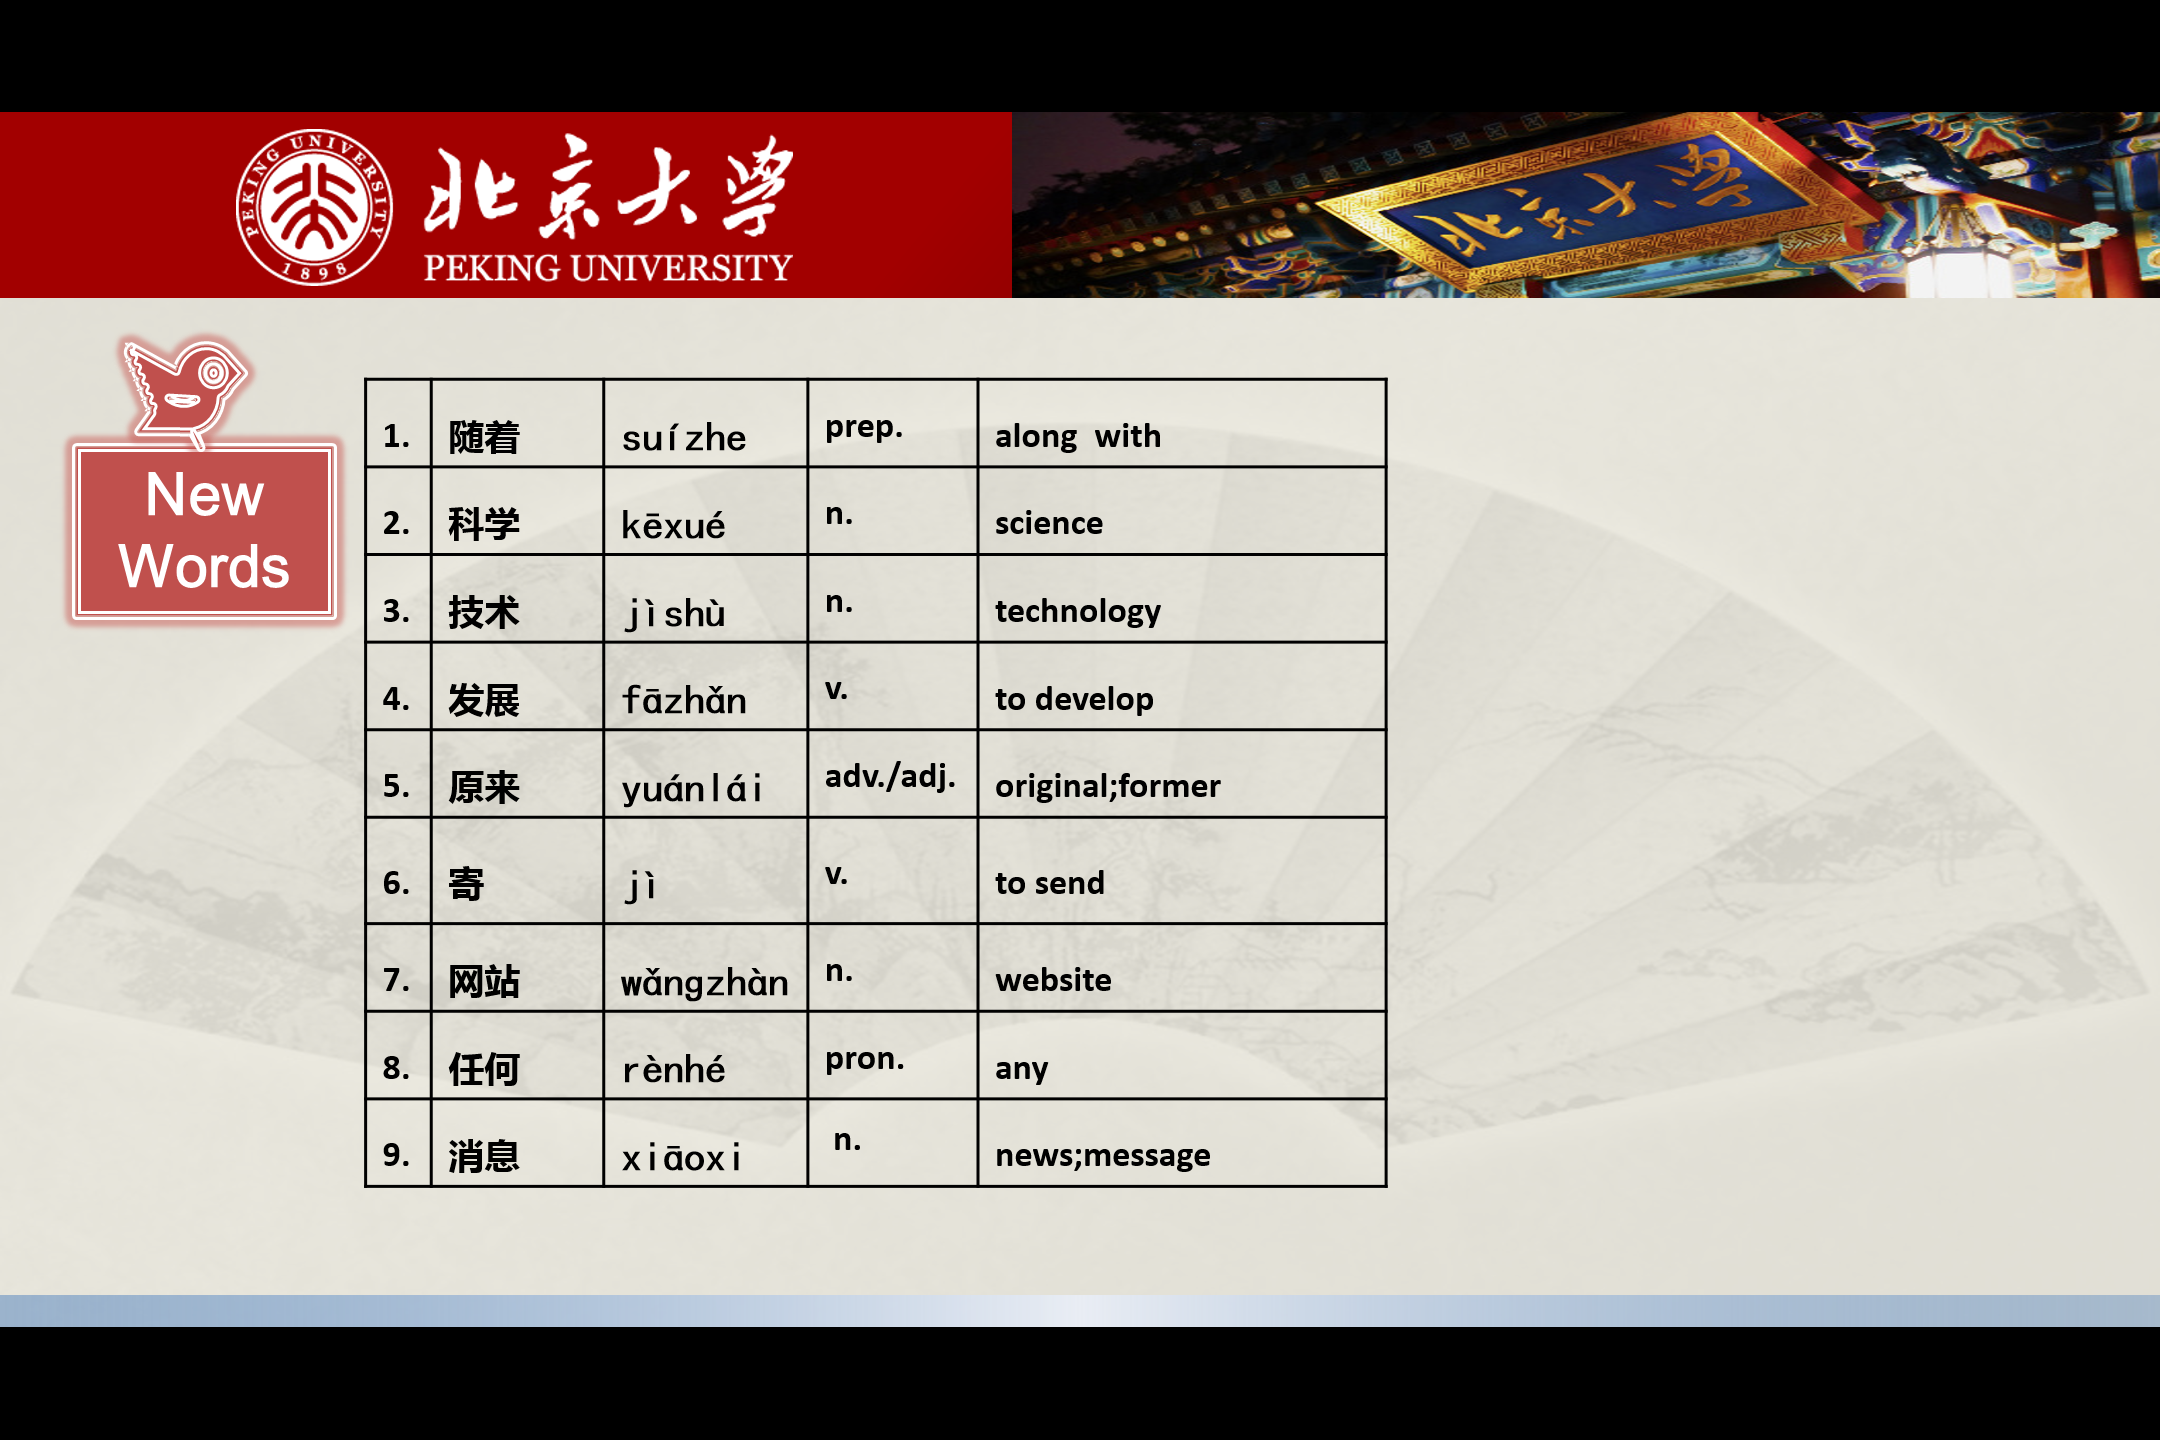 PEKING UNIVERSITY
1898
北京大学
PEKING UNIVERSITY
北京大学
New
Words
1. 随着 suízhe prep. along with
2. 科学 kēxué n. science
3. 技术 jìshù n. technology
4. 发展 fāzhǎn v. to develop
5. 原来 yuánlái adv./adj. original;former
6. 寄 jì v. to send
7. 网站 wǎngzhàn n. website
8. 任何 rènhé pron. any
9. 消息 xiāoxi n. news;message